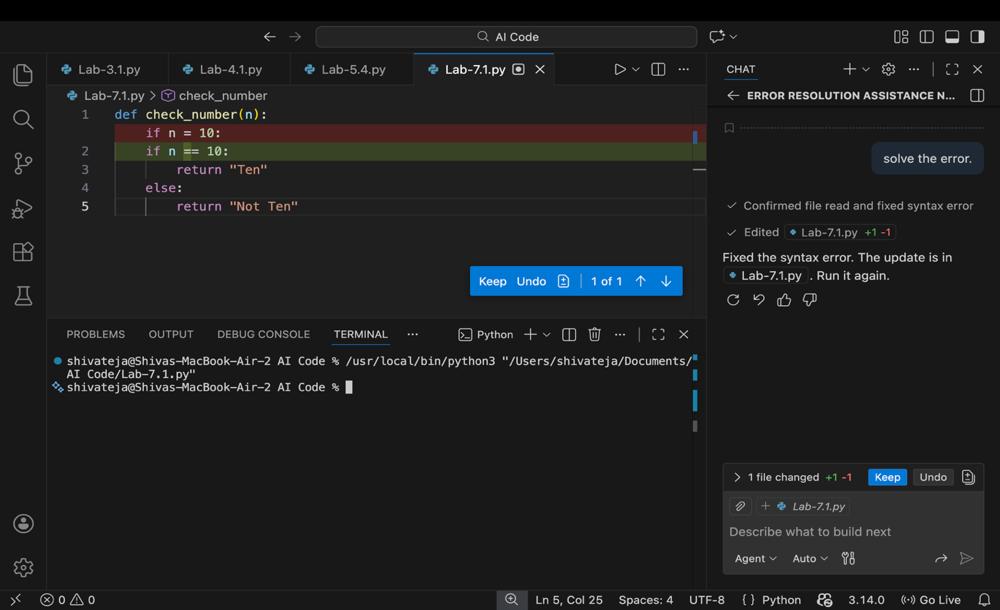 AI Code
Lab-3.1.py
Lab-4.1.py
Lab-5.4.py
Lab-7.1.py
Lab-7.1.py > check_number
1 def check_number(n):
if n = 10:
2 if n == 10:
3 return "Ten"
4 else:
5 return "Not Ten"
Keep Undo 1 of 1
PROBLEMS OUTPUT DEBUG CONSOLE TERMINAL ... Python
shivateja@Shivas-MacBook-Air-2 AI Code % /usr/local/bin/python3 "/Users/shivateja/Documents/
AI Code/Lab-7.1.py"
shivateja@Shivas-MacBook-Air-2 AI Code %
CHAT
ERROR RESOLUTION ASSISTANCE N...
solve the error.
Confirmed file read and fixed syntax error
Edited Lab-7.1.py +1 -1
Fixed the syntax error. The update is in
Lab-7.1.py . Run it again.
1 file changed +1 -1 Keep Undo
Lab-7.1.py
Describe what to build next
Agent Auto
0 0 Ln 5, Col 25 Spaces: 4 UTF-8 { } Python 3.14.0 Go Live